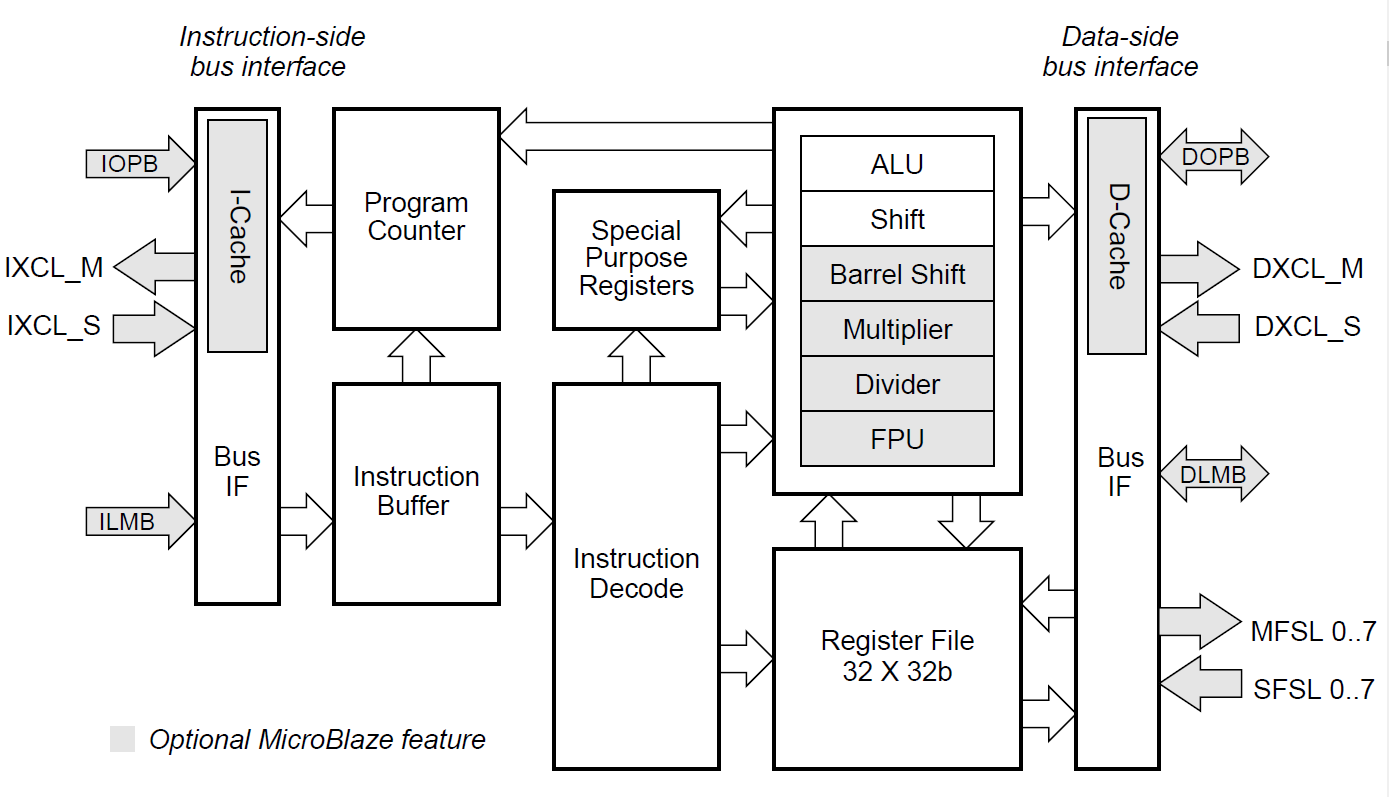 Instruction-side
bus interface
Data-side
bus interface
IOPB
IXCL_M
IXCL_S
ILMB
I-Cache
Bus
IF
Program
Counter
Instruction
Buffer
Special
Purpose
Registers
Instruction
Decode
ALU
Shift
Barrel Shift
Multiplier
Divider
FPU
Register File
32 X 32b
D-Cache
Bus
IF
DOPB
DXCL_M
DXCL_S
DLMB
MFSL 0..7
SFSL 0..7
Optional MicroBlaze feature